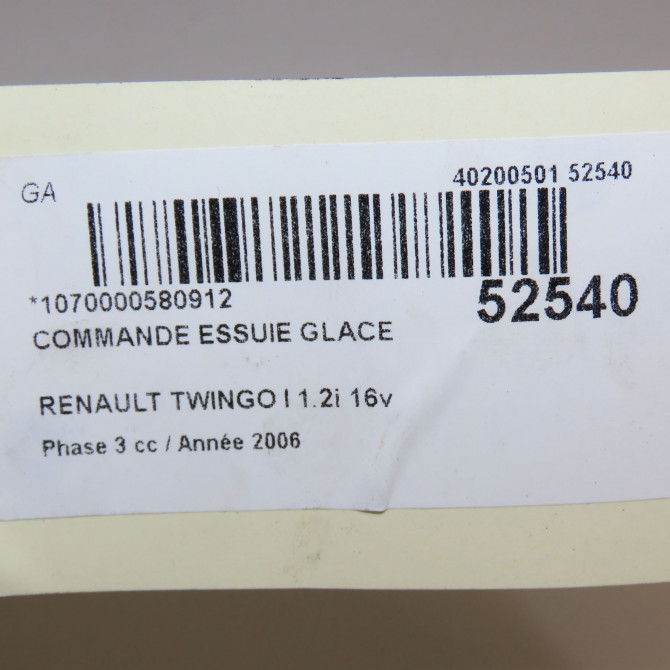 GA
40200501 52540
*1070000580912
52540
COMMANDE ESSUIE GLACE
RENAULT TWINGO I 1.2i 16v
Phase 3 cc / Année 2006